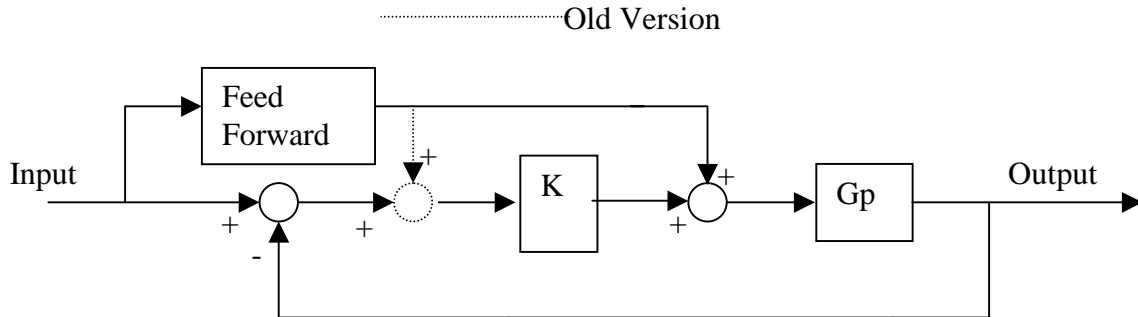 Old Version
Feed
Forward
+
+
Input
K
Gp
Output
+
+
+
-